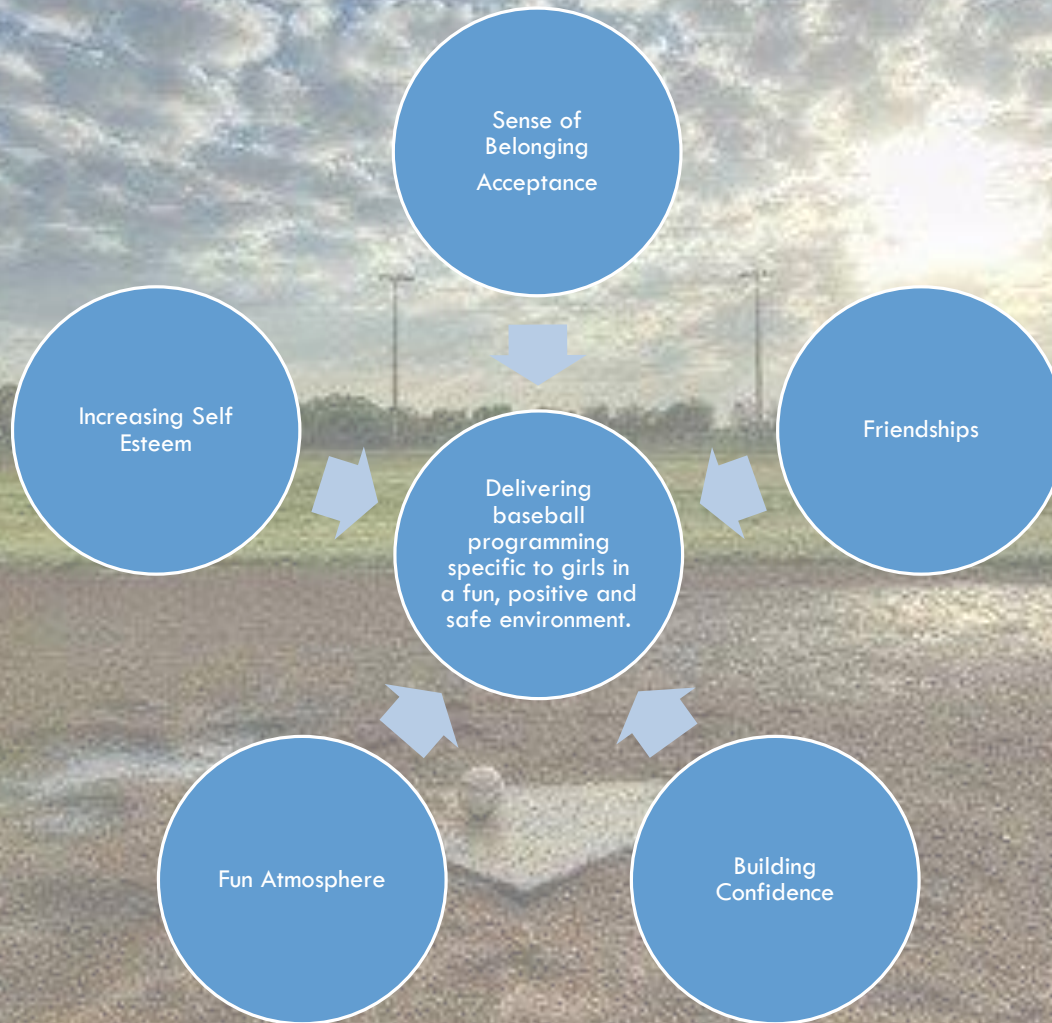 Sense of
Belonging
Acceptance
Increasing Self
Esteem
Friendships
Delivering
baseball
programming
specific to girls in
a fun, positive and
safe environment.
Fun Atmosphere
Building
Confidence